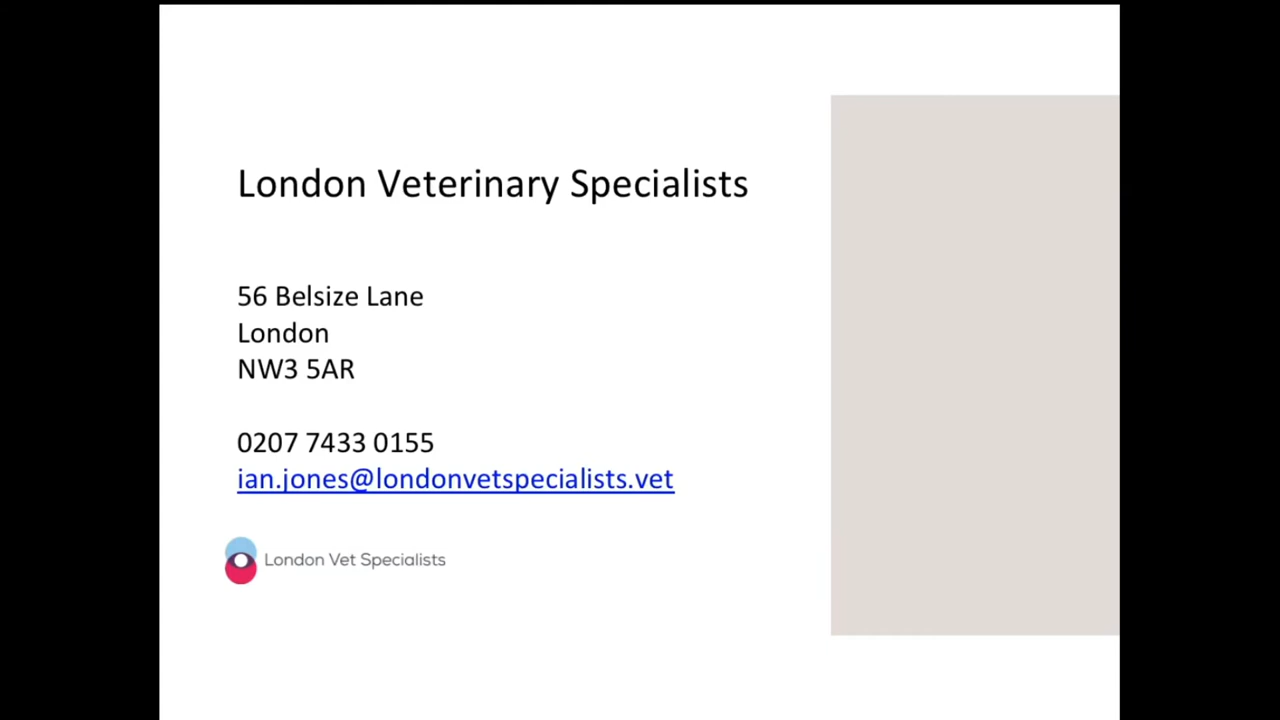 London Veterinary Specialists
56 Belsize Lane
London
NW3 5AR
0207 7433 0155
ian.jones@londonvetspecialists.vet
London Vet Specialists